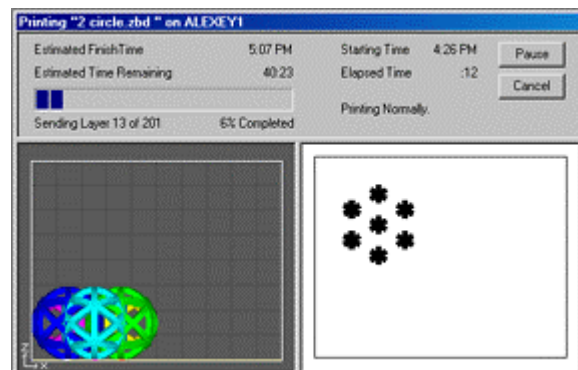 Printing "2 circle.zbd " on ALEXEY1
Estimated FinishTime 5:07 PM Starting Time 4:26 PM Pause
Estimated Time Remaining 40:23 Elapsed Time :12 Cancel
Printing Normally.
Sending Layer 13 of 201 6% Completed
Z
X